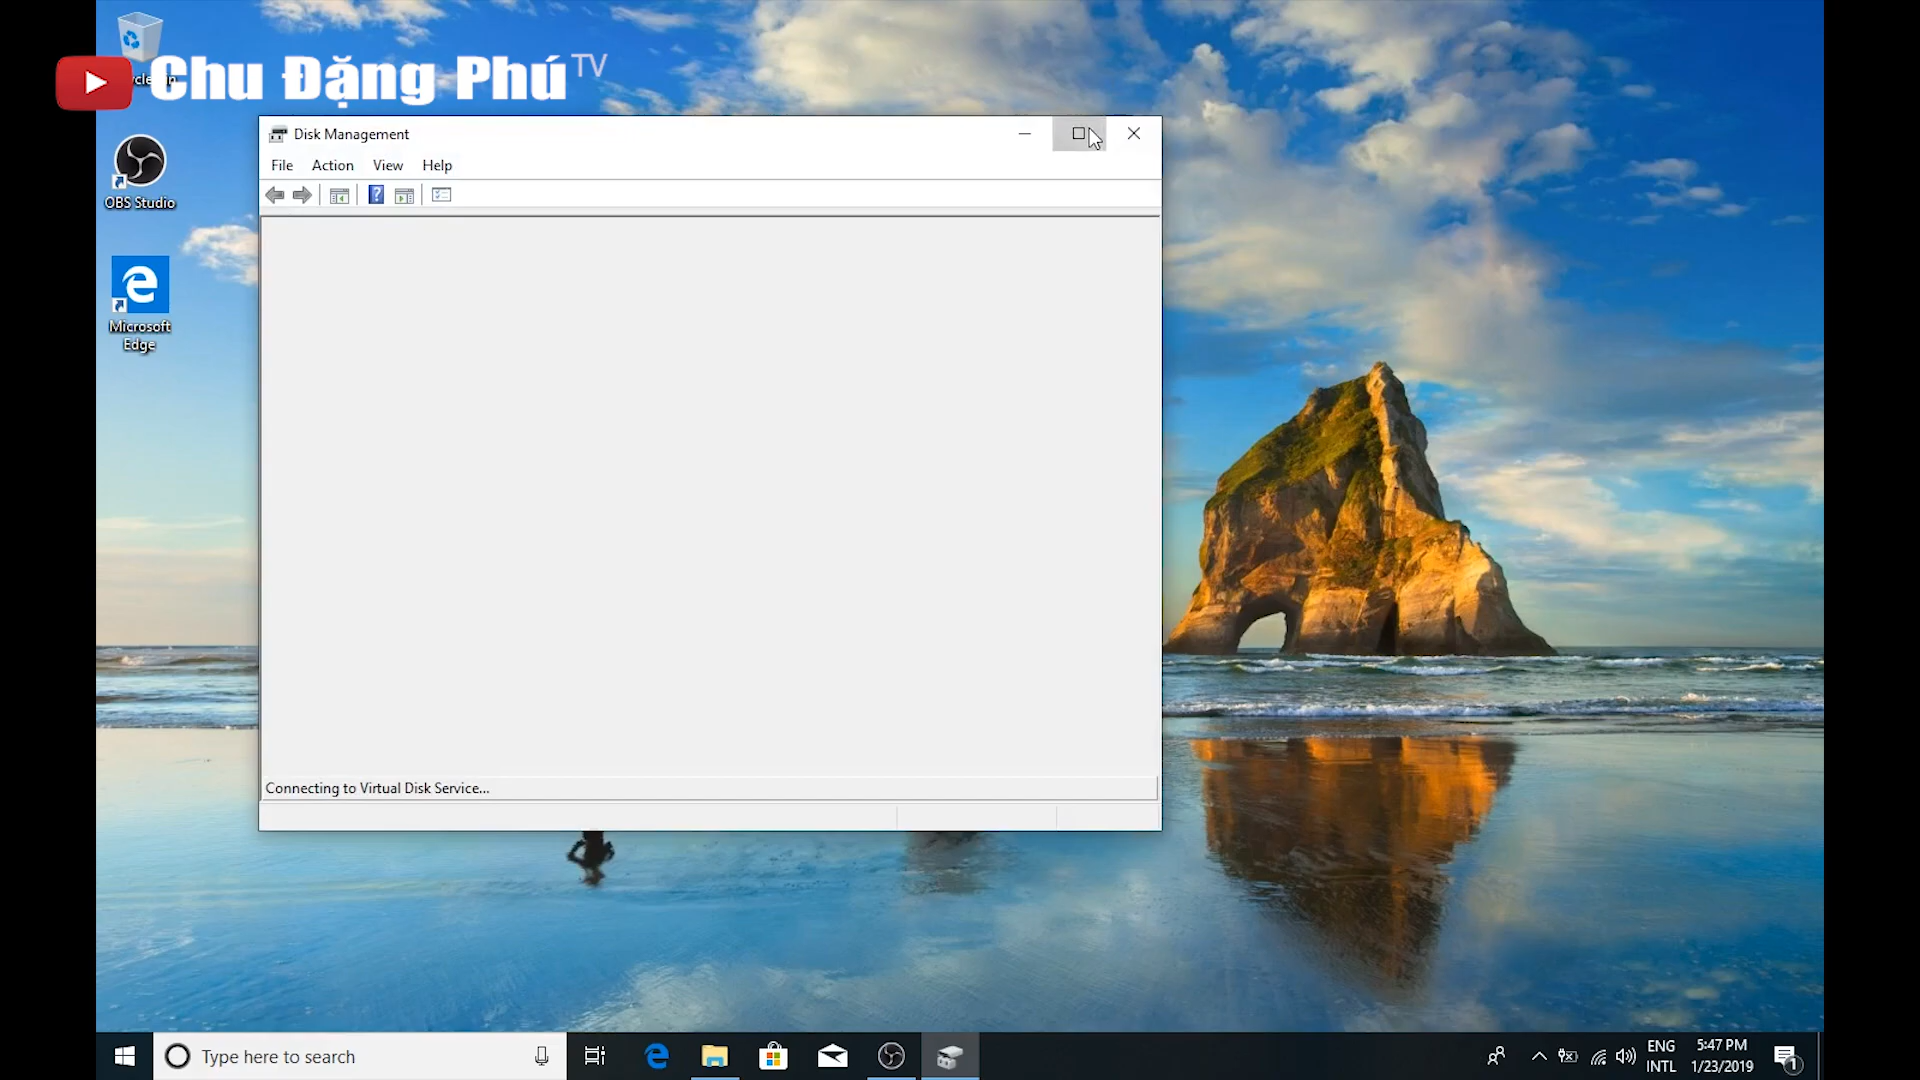 Chu Đặng Phú TV
OBS Studio
Microsoft
Edge
Disk Management
File Action View Help
Connecting to Virtual Disk Service...
Type here to search
ENG
INTL
5:47 PM
1/23/2019
1